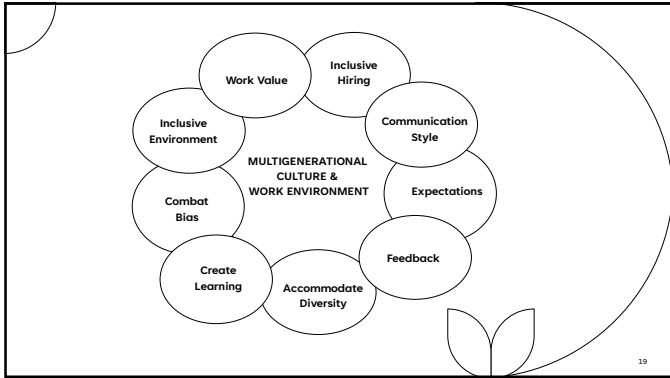 Inclusive
Hiring
Work Value
Communication
Style
Inclusive
Environment
MULTIGENERATIONAL
CULTURE &
WORK ENVIRONMENT
Expectations
Combat
Bias
Feedback
Create
Learning
Accommodate
Diversity
19